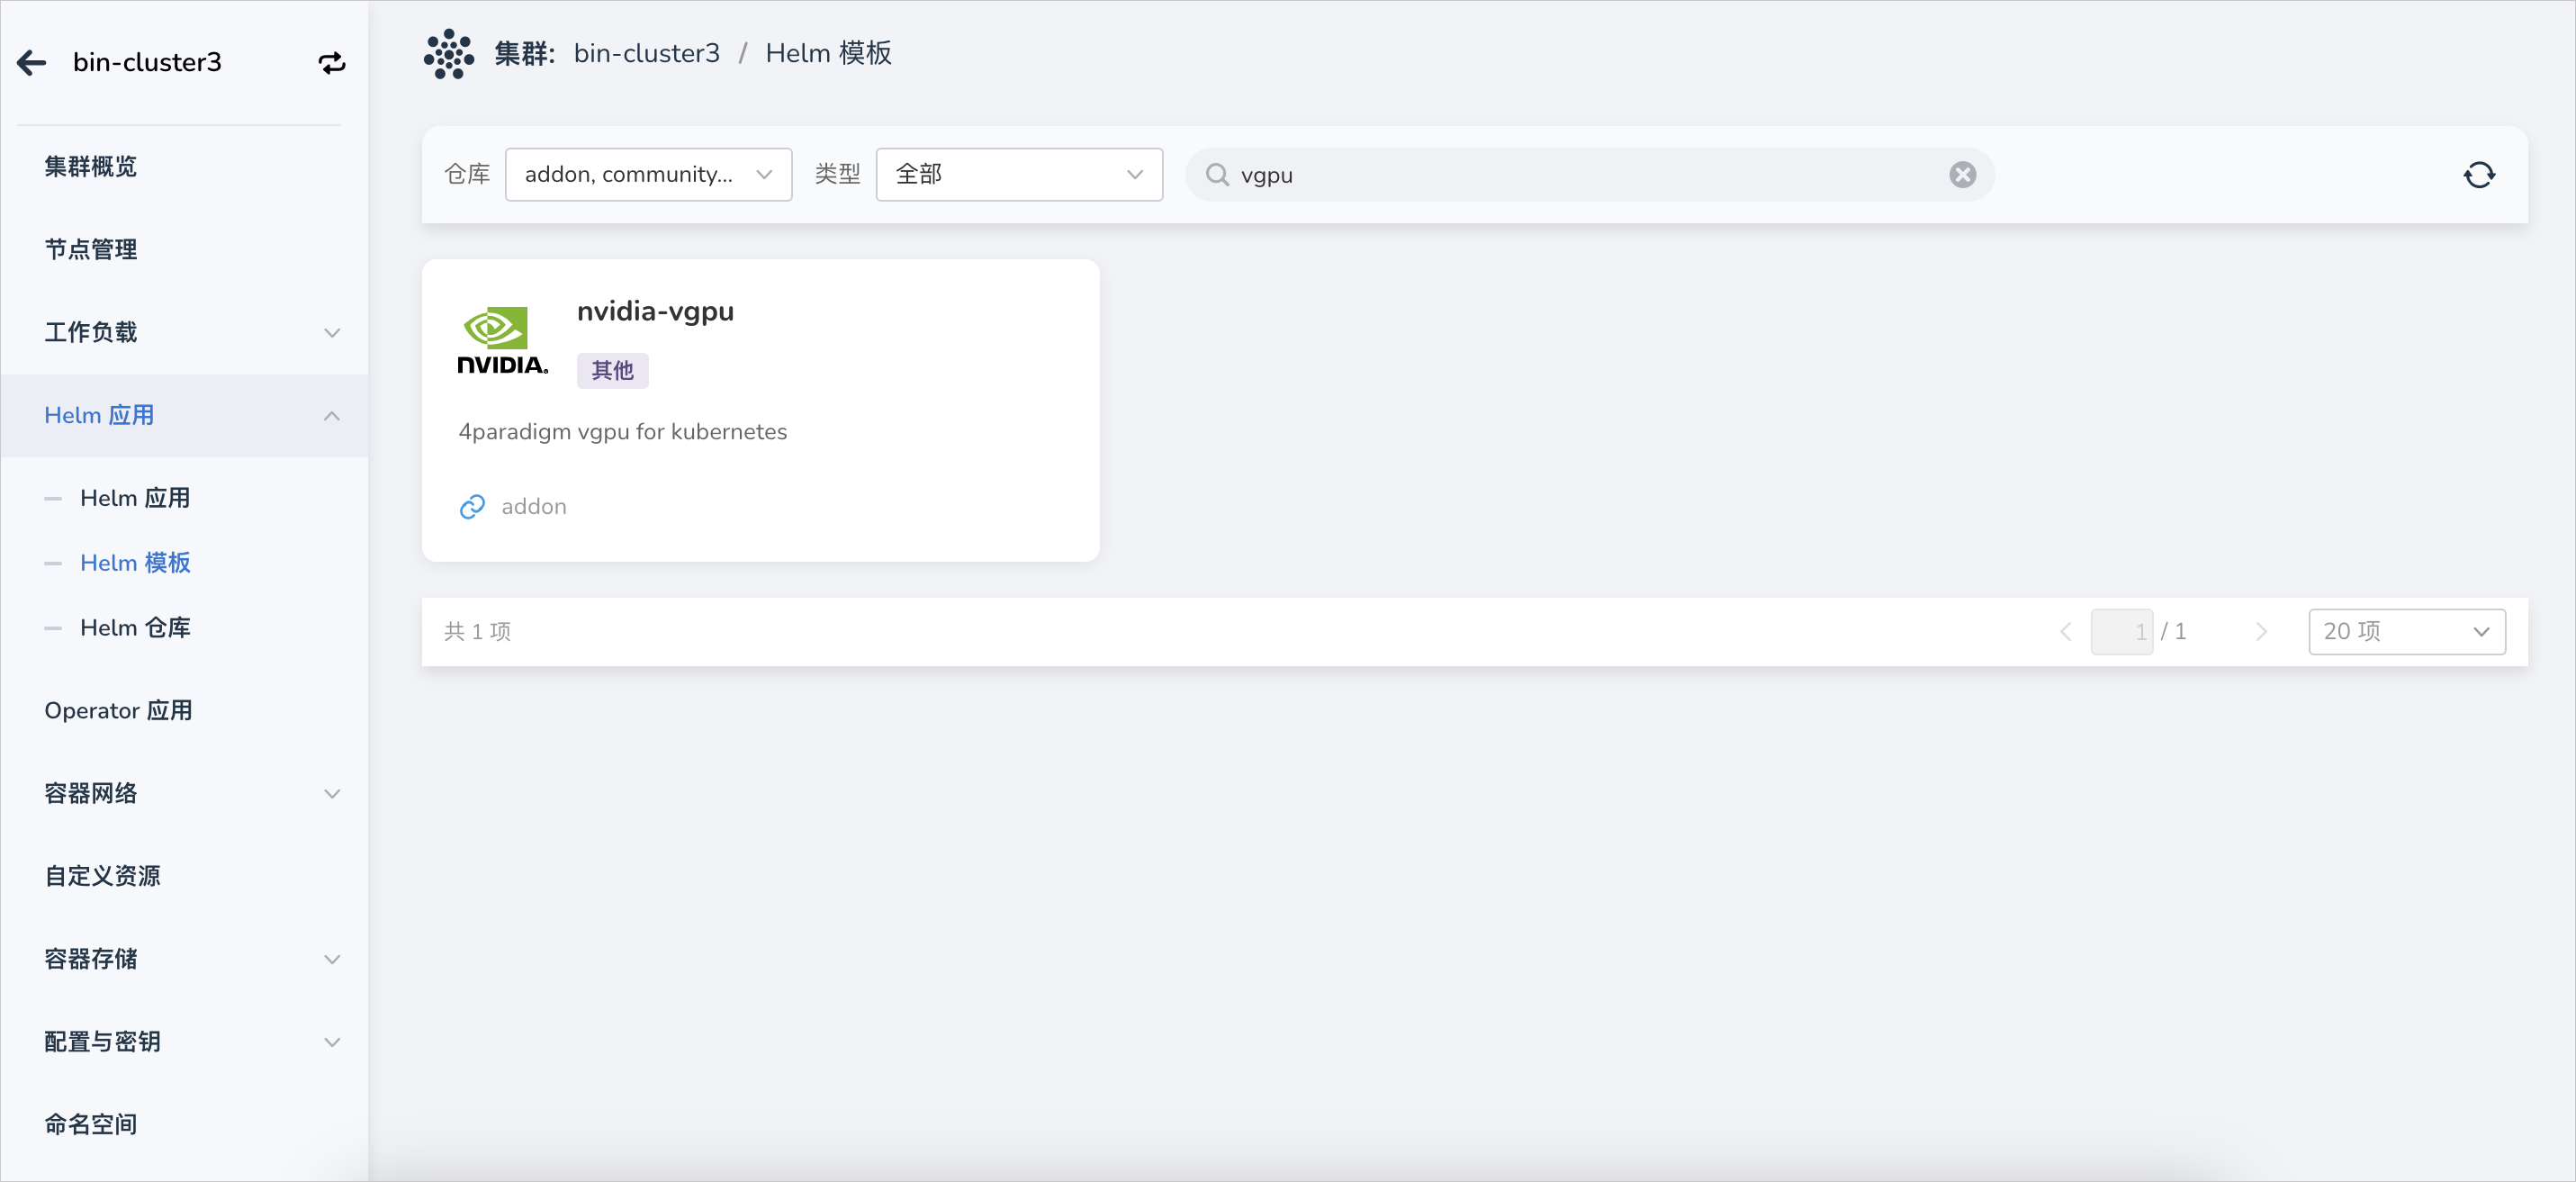 bin-cluster3
集群概览
节点管理
工作负载
Helm 应用
Helm 应用
Helm 模板
Helm 仓库
Operator 应用
容器网络
自定义资源
容器存储
配置与密钥
命名空间
集群: bin-cluster3 / Helm 模板
仓库 addon, community... 类型 全部 vgpu
NVIDIA.
nvidia-vgpu
其他
4paradigm vgpu for kubernetes
addon
共 1 项 1 / 1 20 项